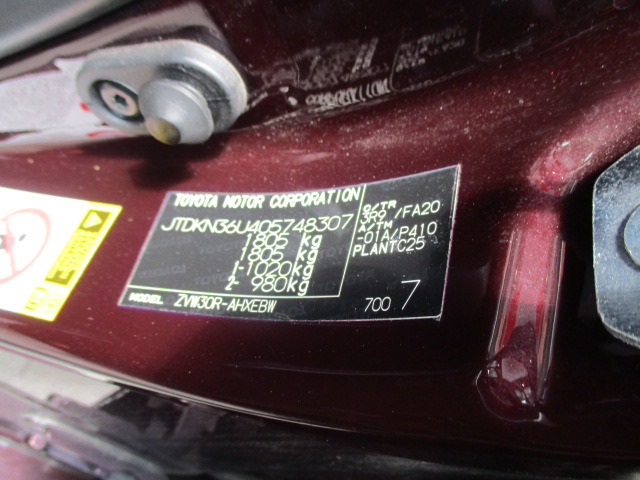 TOYOTA MOTOR CORPORATION
JTDKN36U405748307
1805 kg
1805 kg
1-1020kg
2- 980kg
MODEL ZVW30R-AHXEBW
C/TR
3R9 /FA20
A/TM
-01A/P410
PLANTC25
700 7